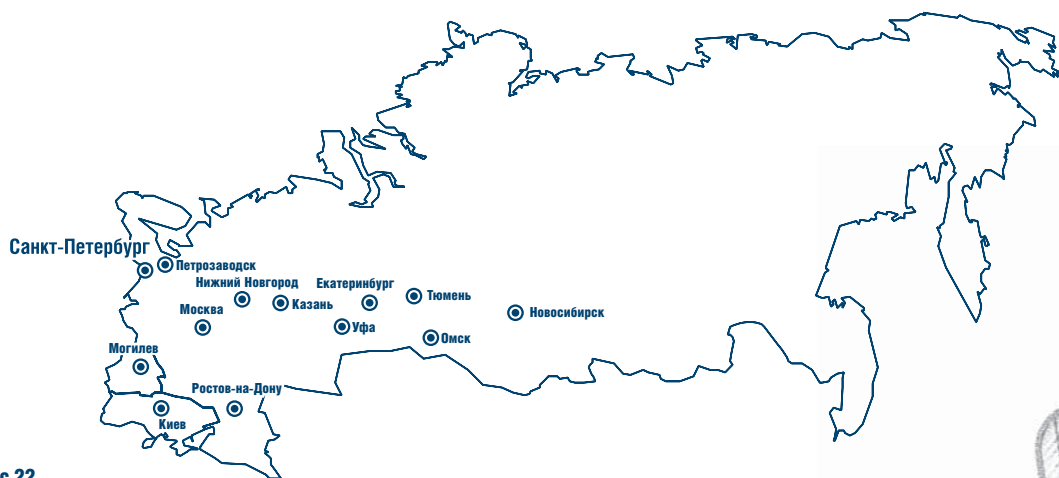 Санкт-Петербург
Петрозаводск
Нижний Новгород
Екатеринбург
Казань
Тюмень
Москва
Уфа
Новосибирск
Омск
Могилев
Ростов-на-Дону
Киев